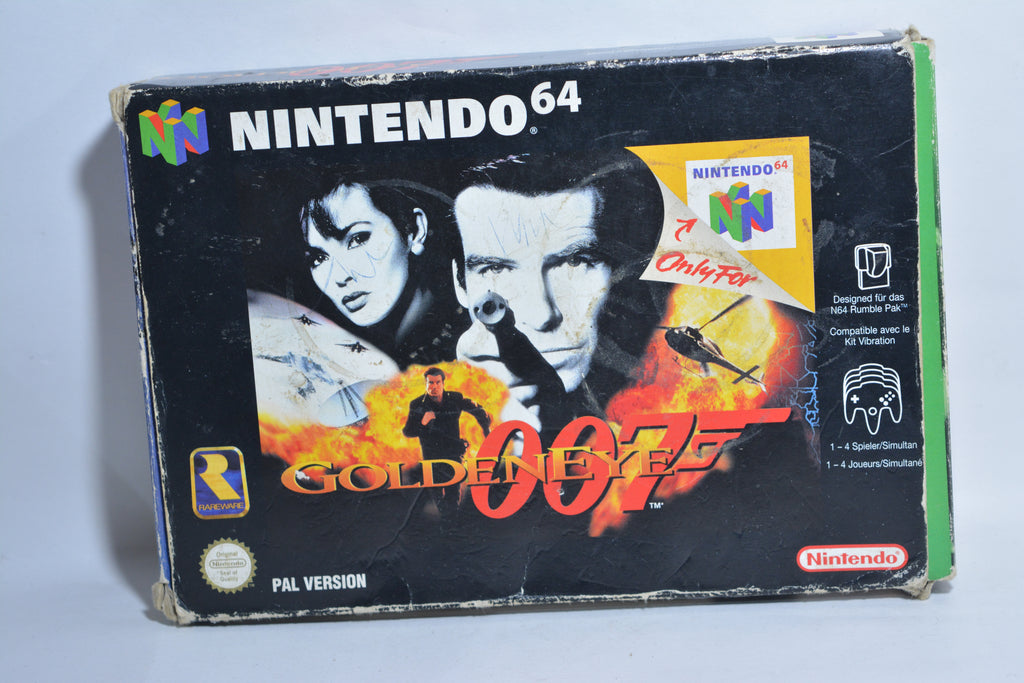 NINTENDO64®
NINTENDO64
Only For
Designed für das
N64 Rumble Pak™
Compatible avec le
Kit Vibration
1 – 4 Spieler/Simultan
1 – 4 Joueurs/Simultané
GOLDENEYE
007
™
R
RAREWARE
Original
Nintendo
Seal of
Quality
PAL VERSION
Nintendo®